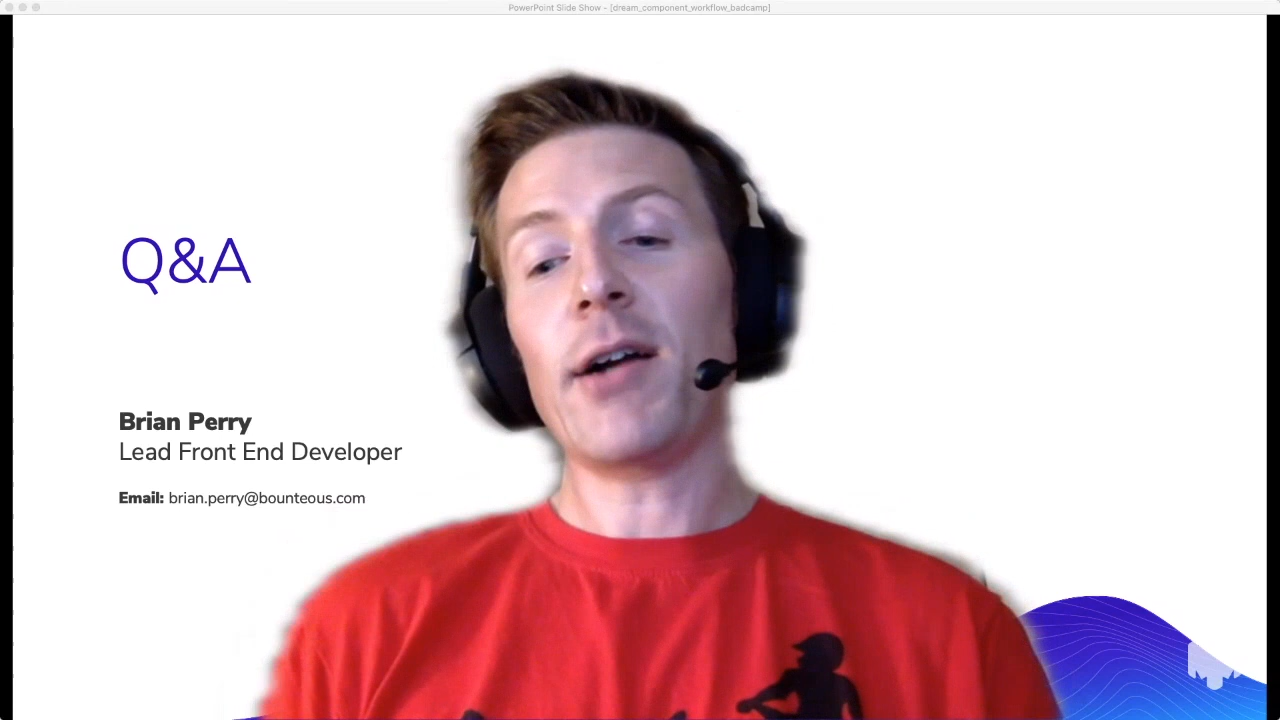 PowerPoint Slide Show - [dream_component_workflow_badcamp]
Q&A
Brian Perry
Lead Front End Developer
Email: brian.perry@bounteous.com